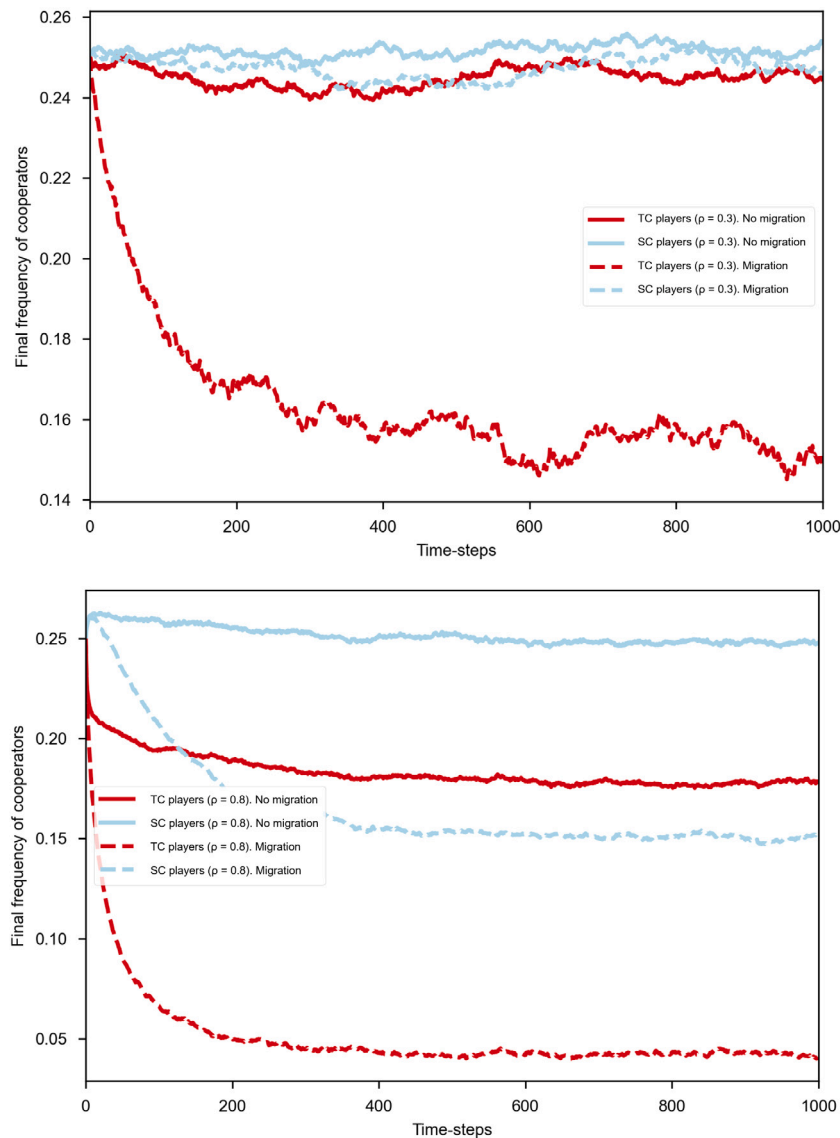 0.26
0.24
0.22
0.20
0.18
0.16
0.14
Final frequency of cooperators
TC players (ρ = 0.3). No migration
SC players (ρ = 0.3). No migration
TC players (ρ = 0.3). Migration
SC players (ρ = 0.3). Migration
0 200 400 600 800 1000
Time-steps
0.25
0.20
0.15
0.10
0.05
Final frequency of cooperators
TC players (ρ = 0.8). No migration
SC players (ρ = 0.8). No migration
TC players (ρ = 0.8). Migration
SC players (ρ = 0.8). Migration
0 200 400 600 800 1000
Time-steps